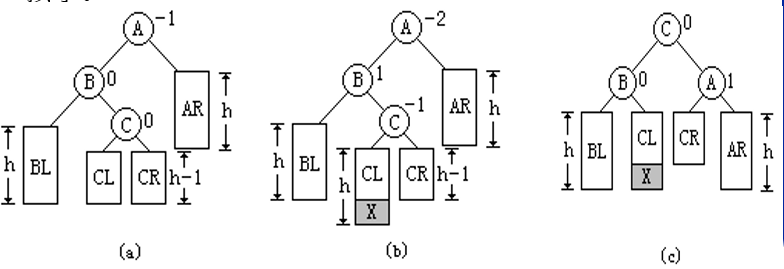 A -1
B 0
C 0
AR
h
h
BL
CL
CR
h-1
(a)
A -2
B 1
C -1
AR
h
h
BL
h
CL
CR
h-1
X
(b)
C 0
B 0
A 1
h
BL
CL
CR
AR
h
X
(c)